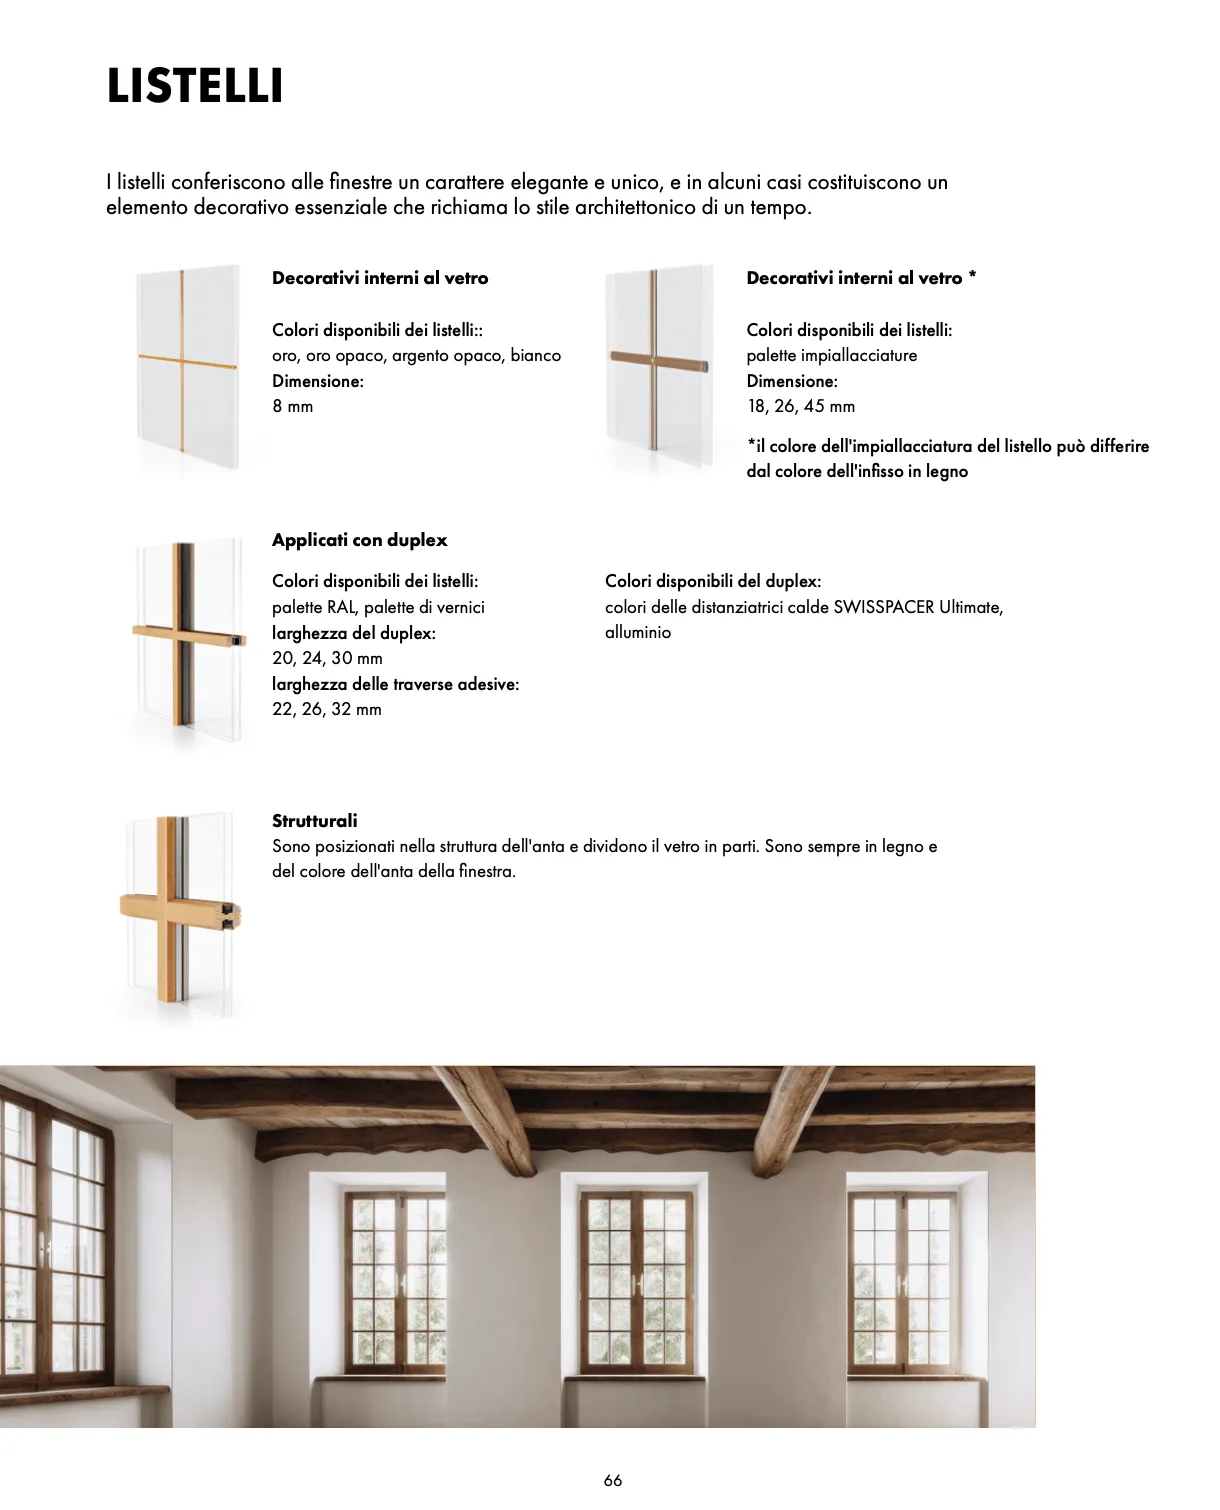 LISTELLI
I listelli conferiscono alle finestre un carattere elegante e unico, e in alcuni casi costituiscono un
elemento decorativo essenziale che richiama lo stile architettonico di un tempo.
Decorativi interni al vetro
Colori disponibili dei listelli::
oro, oro opaco, argento opaco, bianco
Dimensione:
8 mm
Decorativi interni al vetro *
Colori disponibili dei listelli:
palette impiallacciature
Dimensione:
18, 26, 45 mm
*il colore dell'impiallacciatura del listello può differire
dal colore dell'infisso in legno
Applicati con duplex
Colori disponibili dei listelli:
palette RAL, palette di vernici
larghezza del duplex:
20, 24, 30 mm
larghezza delle traverse adesive:
22, 26, 32 mm
Colori disponibili del duplex:
colori delle distanziatrici calde SWISSPACER Ultimate,
alluminio
Strutturali
Sono posizionati nella struttura dell'anta e dividono il vetro in parti. Sono sempre in legno e
del colore dell'anta della finestra.
66